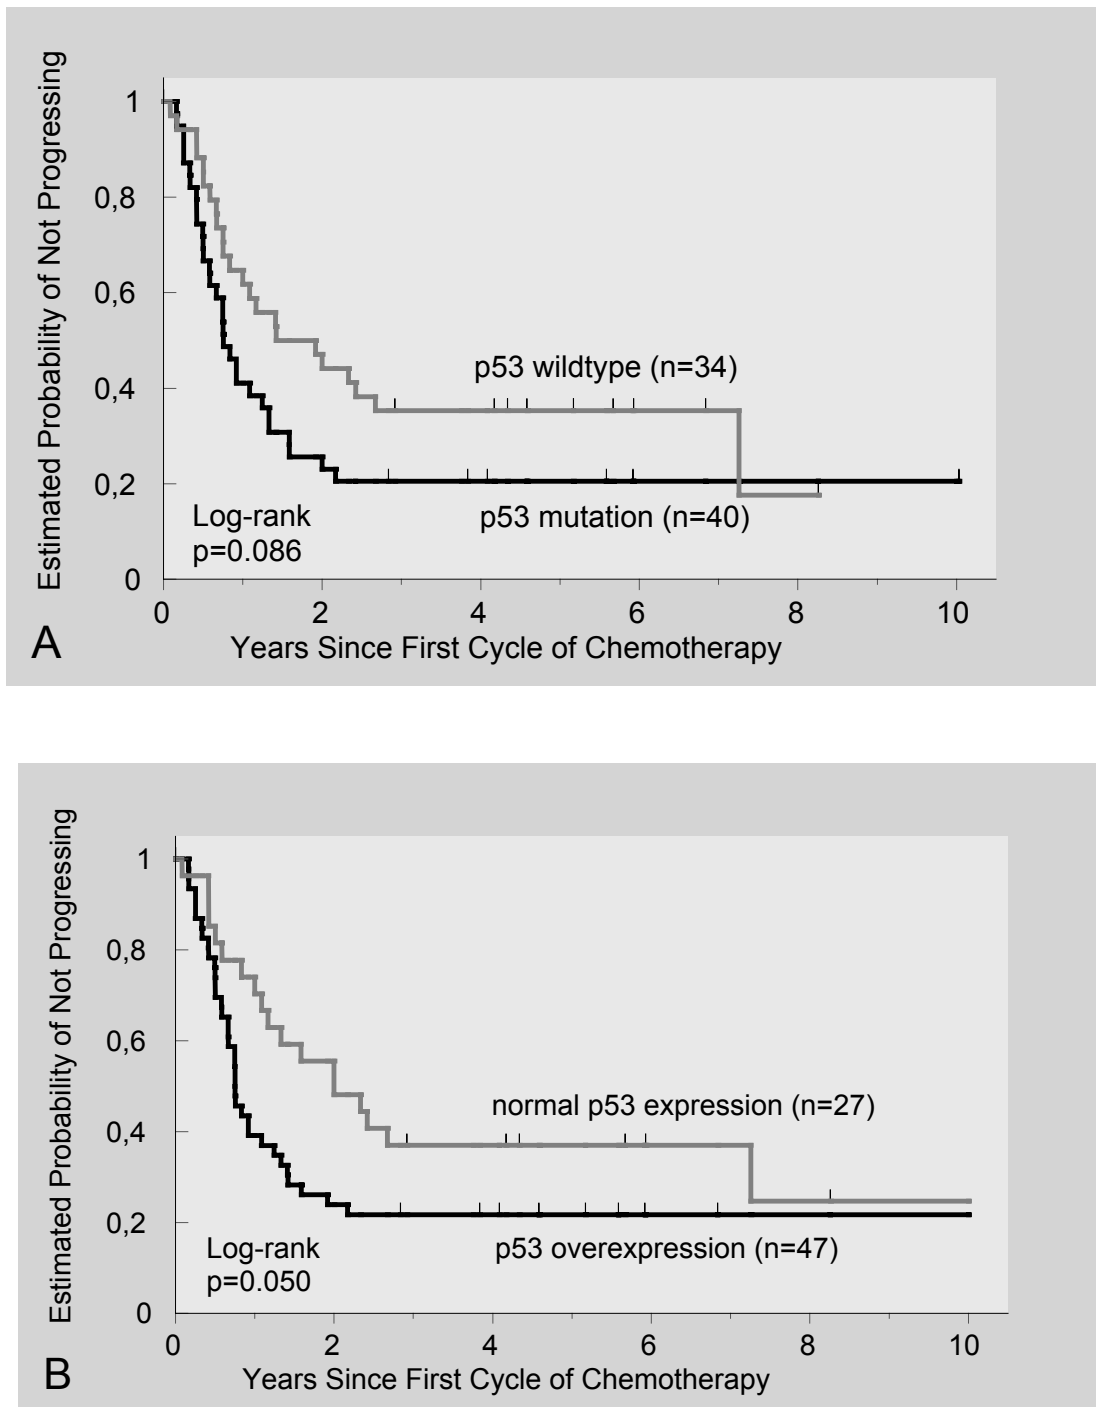 Estimated Probability of Not Progressing
1
0,8
0,6
0,4
0,2
0
p53 wildtype (n=34)
p53 mutation (n=40)
Log-rank
p=0.086
0 2 4 6 8 10
Years Since First Cycle of Chemotherapy
A
Estimated Probability of Not Progressing
1
0,8
0,6
0,4
0,2
0
normal p53 expression (n=27)
p53 overexpression (n=47)
Log-rank
p=0.050
0 2 4 6 8 10
Years Since First Cycle of Chemotherapy
B